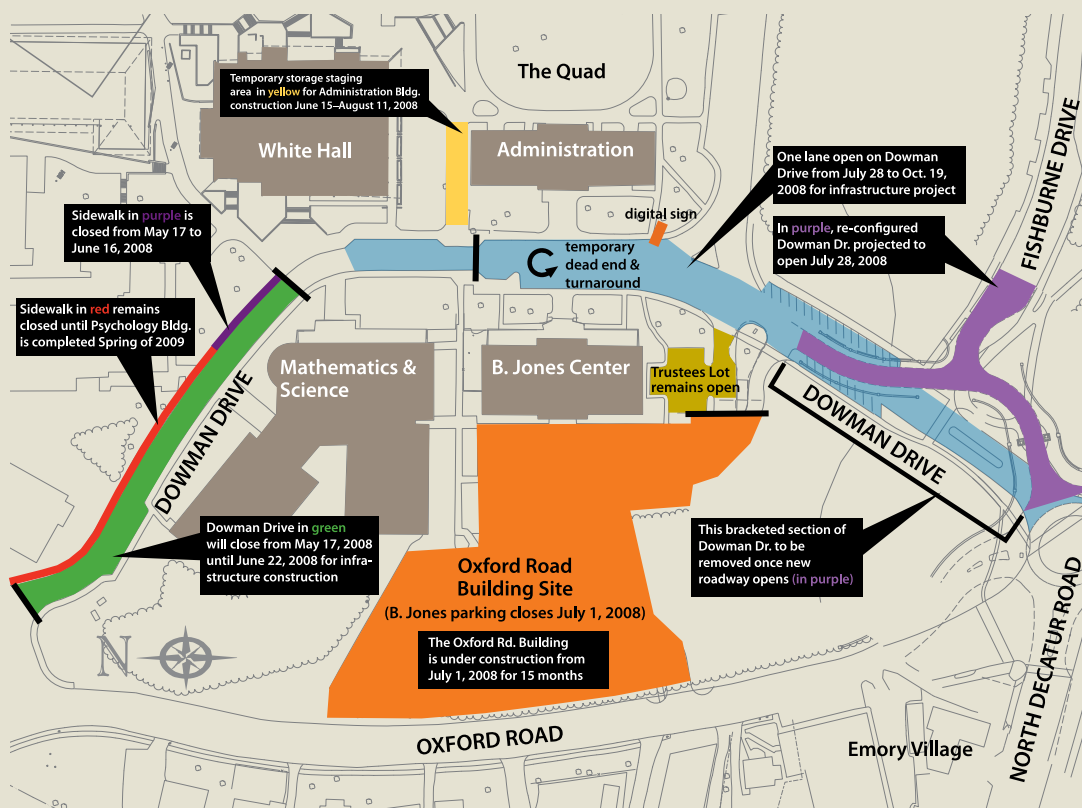 The Quad
Temporary storage staging
area in yellow for Administration Bldg.
construction June 15–August 11, 2008
White Hall
Administration
One lane open on Dowman
Drive from July 28 to Oct. 19,
2008 for infrastructure project
FISHBURNE DRIVE
digital sign
Sidewalk in purple is
closed from May 17 to
June 16, 2008
In purple, re-configured
Dowman Dr. projected to
open July 28, 2008
temporary
dead end &
turnaround
Sidewalk in red remains
closed until Psychology Bldg.
is completed Spring of 2009
Mathematics &
Science
B. Jones Center
Trustees Lot
remains open
DOWMAN DRIVE
DOWMAN DRIVE
Dowman Drive in green
will close from May 17, 2008
until June 22, 2008 for infra-
structure construction
This bracketed section of
Dowman Dr. to be
removed once new
roadway opens (in purple)
Oxford Road
Building Site
(B. Jones parking closes July 1, 2008)
The Oxford Rd. Building
is under construction from
July 1, 2008 for 15 months
N
OXFORD ROAD
Emory Village
NORTH DECATUR ROAD